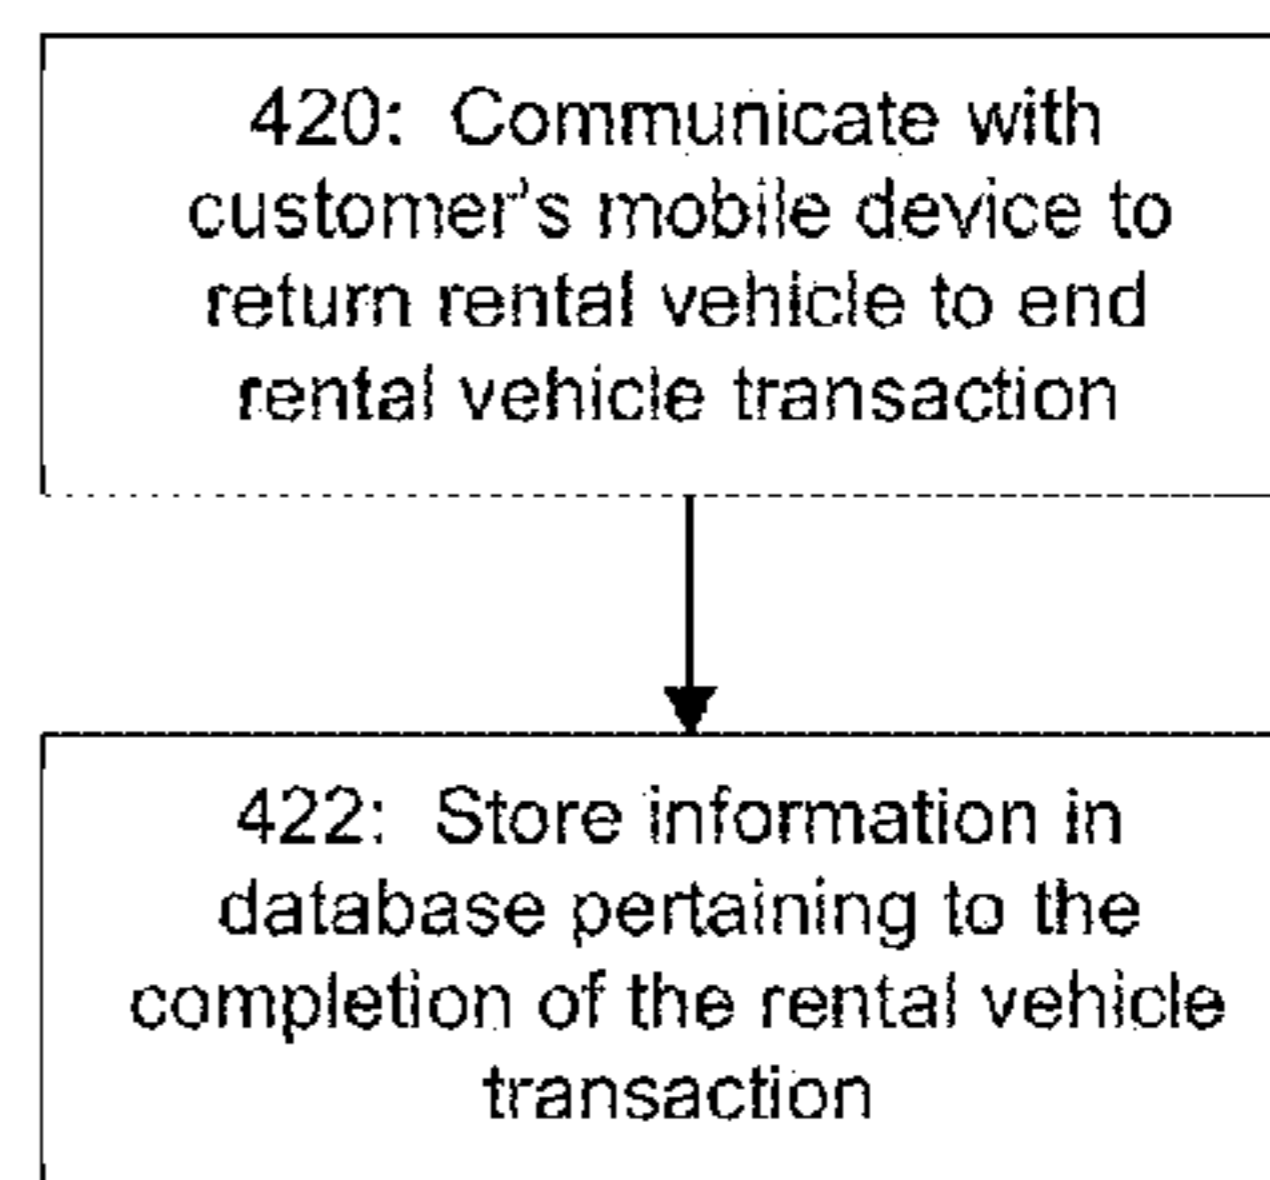 420: Communicate with
customer's mobile device to
return rental vehicle to end
rental vehicle transaction
422: Store information in
database pertaining to the
completion of the rental vehicle
transaction